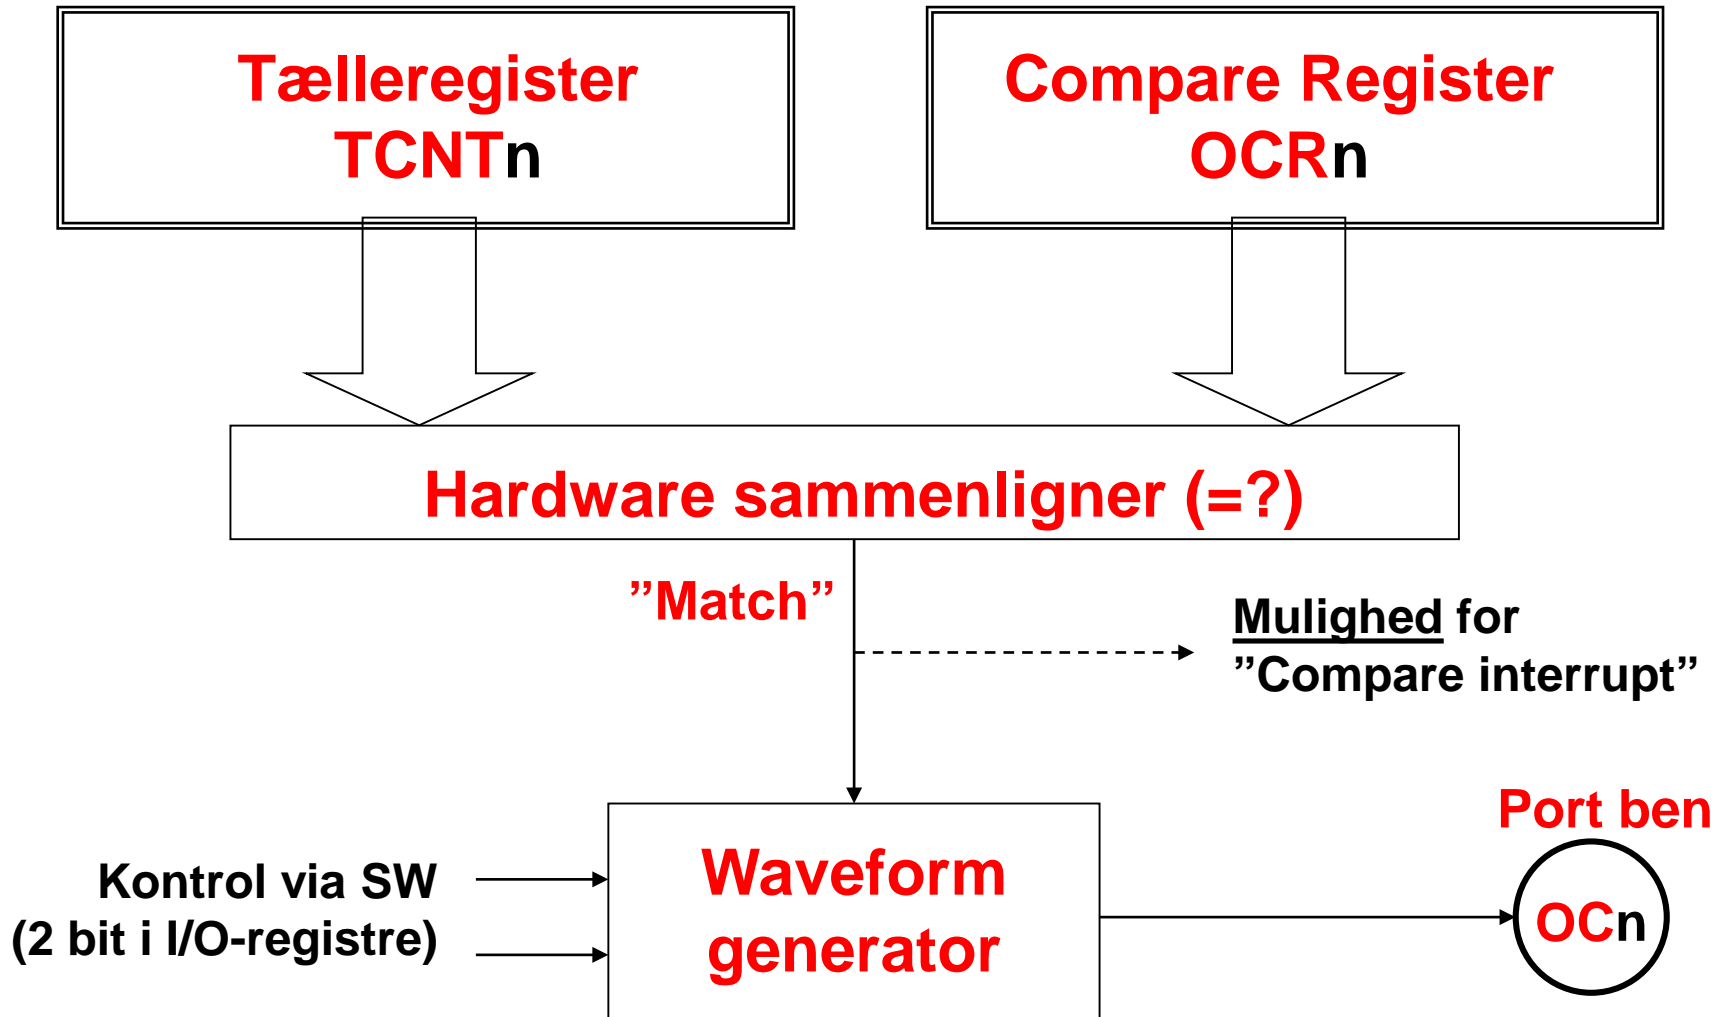 Tælleregister
TCNTn
Compare Register
OCRn
Hardware sammenligner (=?)
”Match”
Mulighed for
”Compare interrupt”
Kontrol via SW
(2 bit i I/O-registre)
Waveform
generator
Port ben
OCn